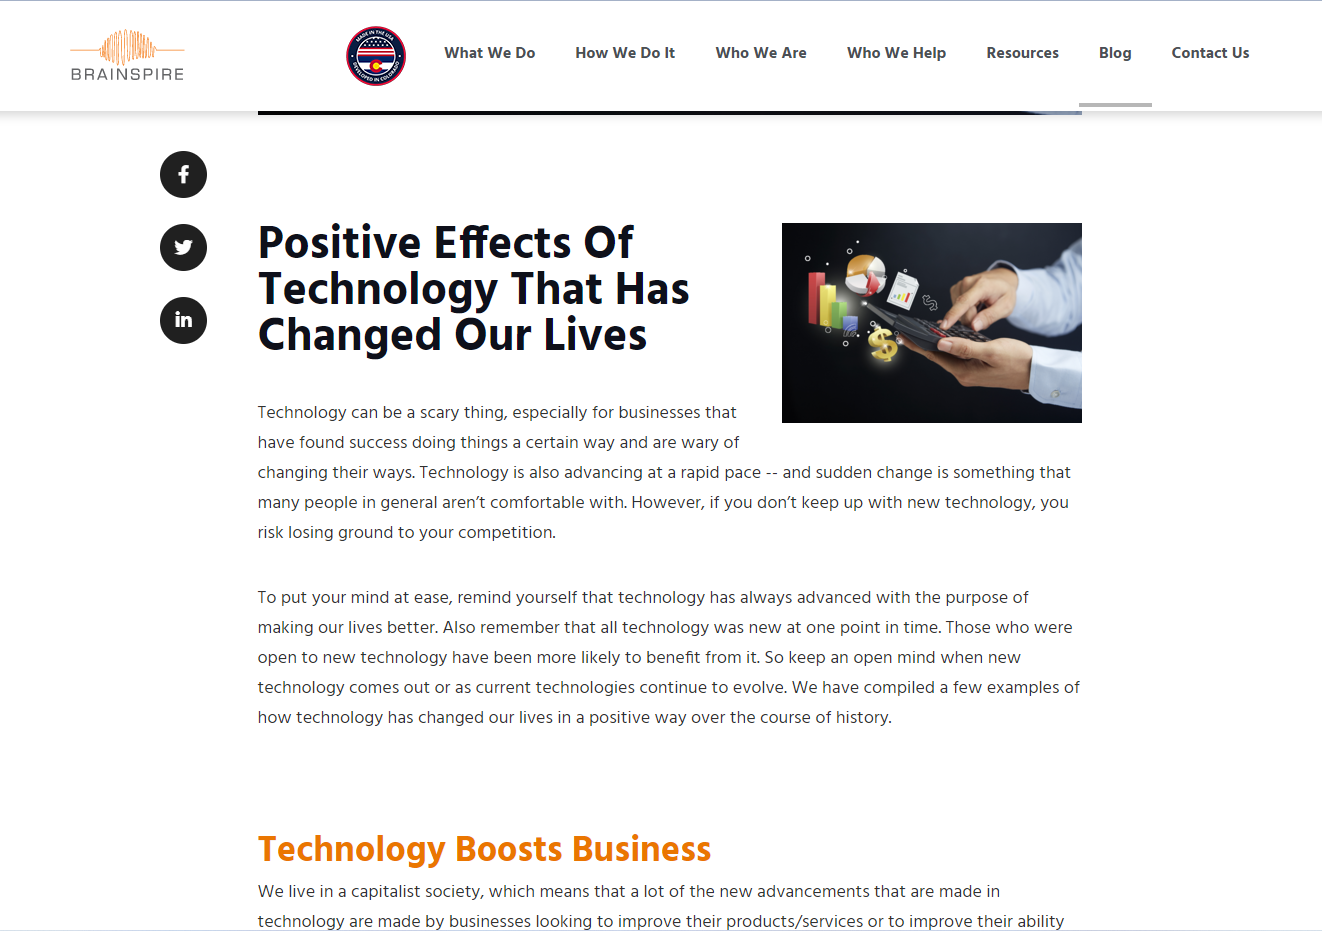 BRAINSPIRE
MADE IN THE USA
DEVELOPED IN COLORADO
What We Do
How We Do It
Who We Are
Who We Help
Resources
Blog
Contact Us
Positive Effects Of
Technology That Has
Changed Our Lives
Technology can be a scary thing, especially for businesses that
have found success doing things a certain way and are wary of
changing their ways. Technology is also advancing at a rapid pace -- and sudden change is something that
many people in general aren’t comfortable with. However, if you don’t keep up with new technology, you
risk losing ground to your competition.
To put your mind at ease, remind yourself that technology has always advanced with the purpose of
making our lives better. Also remember that all technology was new at one point in time. Those who were
open to new technology have been more likely to benefit from it. So keep an open mind when new
technology comes out or as current technologies continue to evolve. We have compiled a few examples of
how technology has changed our lives in a positive way over the course of history.
Technology Boosts Business
We live in a capitalist society, which means that a lot of the new advancements that are made in
technology are made by businesses looking to improve their products/services or to improve their ability